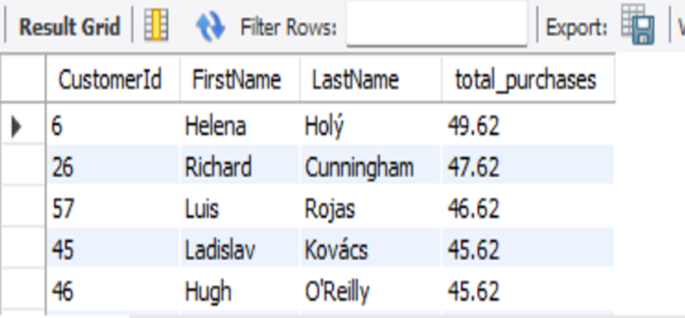 Result Grid Filter Rows: Export:
CustomerId FirstName LastName total_purchases
6 Helena Holý 49.62
26 Richard Cunningham 47.62
57 Luis Rojas 46.62
45 Ladislav Kovács 45.62
46 Hugh O'Reilly 45.62